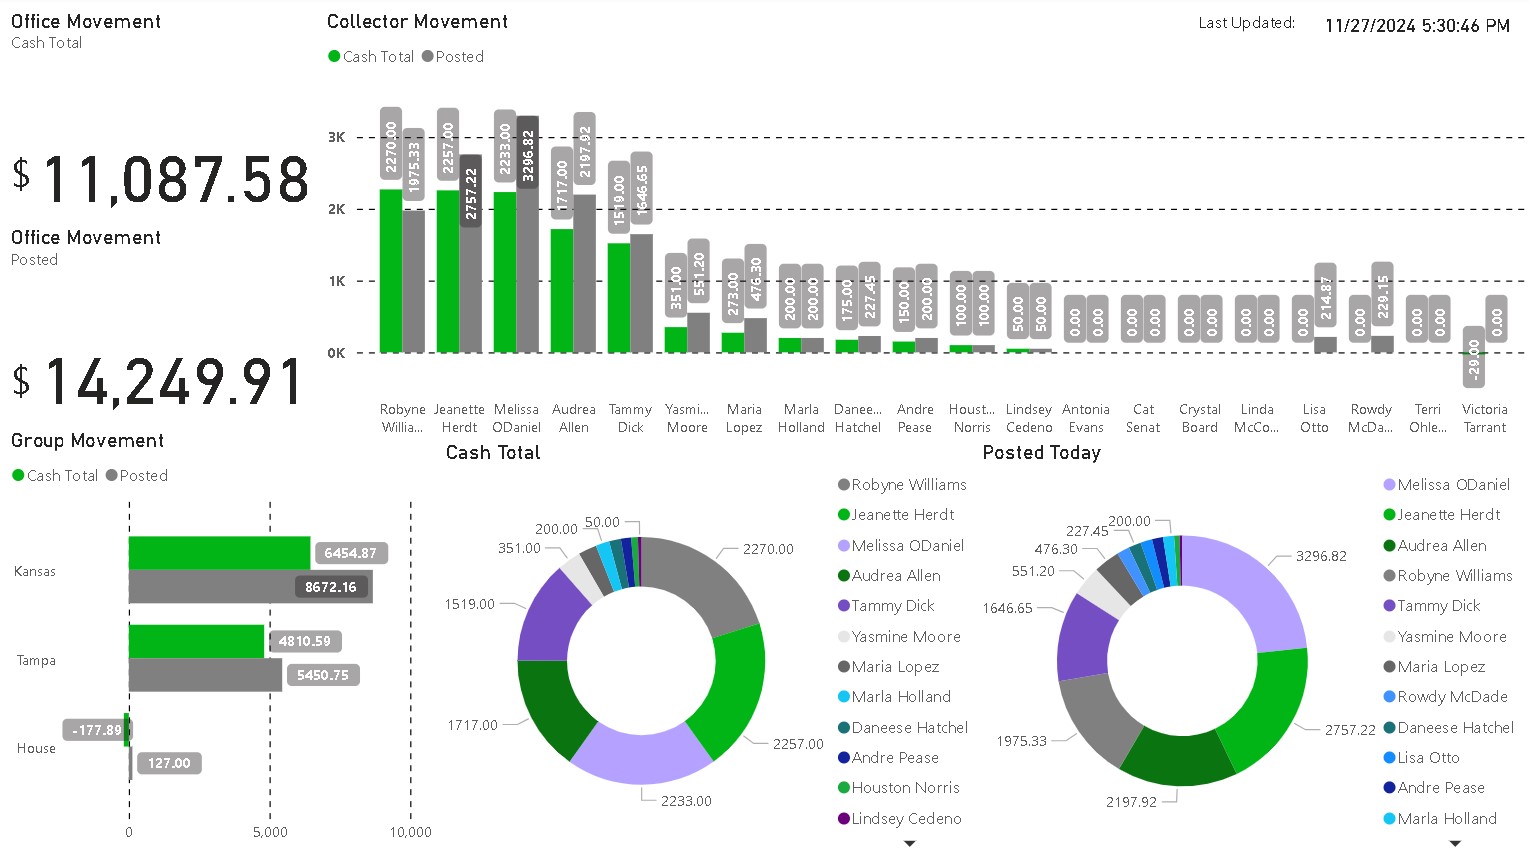 Office Movement
Cash Total
$ 11,087.58
Office Movement
Posted
$ 14,249.91
Collector Movement
Cash Total Posted
Last Updated: 11/27/2024 5:30:46 PM
3K
2K
1K
0K
2270.00 1975.33
2257.00 2757.22
2233.00 3296.82
1717.00 2197.92
1519.00 1646.65
351.00 551.20
273.00 476.30
200.00 200.00
175.00 227.45
150.00 200.00
100.00 100.00
50.00 50.00
0.00 0.00
0.00 0.00
0.00 0.00
0.00 0.00
0.00 214.87
0.00 229.15
0.00 0.00
-29.00 0.00
Robyne Willia...
Jeanette Herdt
Melissa ODaniel
Audrea Allen
Tammy Dick
Yasmi... Moore
Maria Lopez
Marla Holland
Danee... Hatchel
Andre Pease
Houst... Norris
Lindsey Cedeno
Antonia Evans
Cat Senat
Crystal Board
Linda McCo...
Lisa Otto
Rowdy McDa...
Terri Ohle...
Victoria Tarrant
Group Movement
Cash Total Posted
Kansas
6454.87
8672.16
Tampa
4810.59
5450.75
House
-177.89
127.00
0 5,000 10,000
Cash Total
50.00
200.00
351.00
1519.00
1717.00
2233.00
2257.00
2270.00
Robyne Williams
Jeanette Herdt
Melissa ODaniel
Audrea Allen
Tammy Dick
Yasmine Moore
Maria Lopez
Marla Holland
Daneese Hatchel
Andre Pease
Houston Norris
Lindsey Cedeno
Posted Today
200.00
227.45
476.30
551.20
1646.65
1975.33
2197.92
2757.22
3296.82
Melissa ODaniel
Jeanette Herdt
Audrea Allen
Robyne Williams
Tammy Dick
Yasmine Moore
Maria Lopez
Rowdy McDade
Daneese Hatchel
Lisa Otto
Andre Pease
Marla Holland